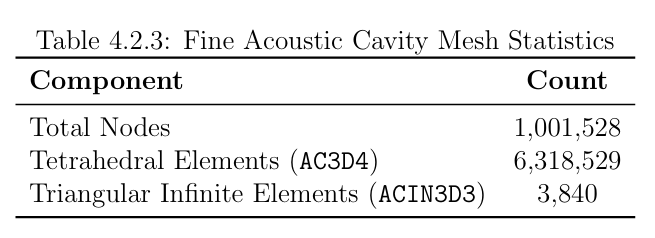 Table 4.2.3: Fine Acoustic Cavity Mesh Statistics
Component Count
Total Nodes 1,001,528
Tetrahedral Elements (AC3D4) 6,318,529
Triangular Infinite Elements (ACIN3D3) 3,840